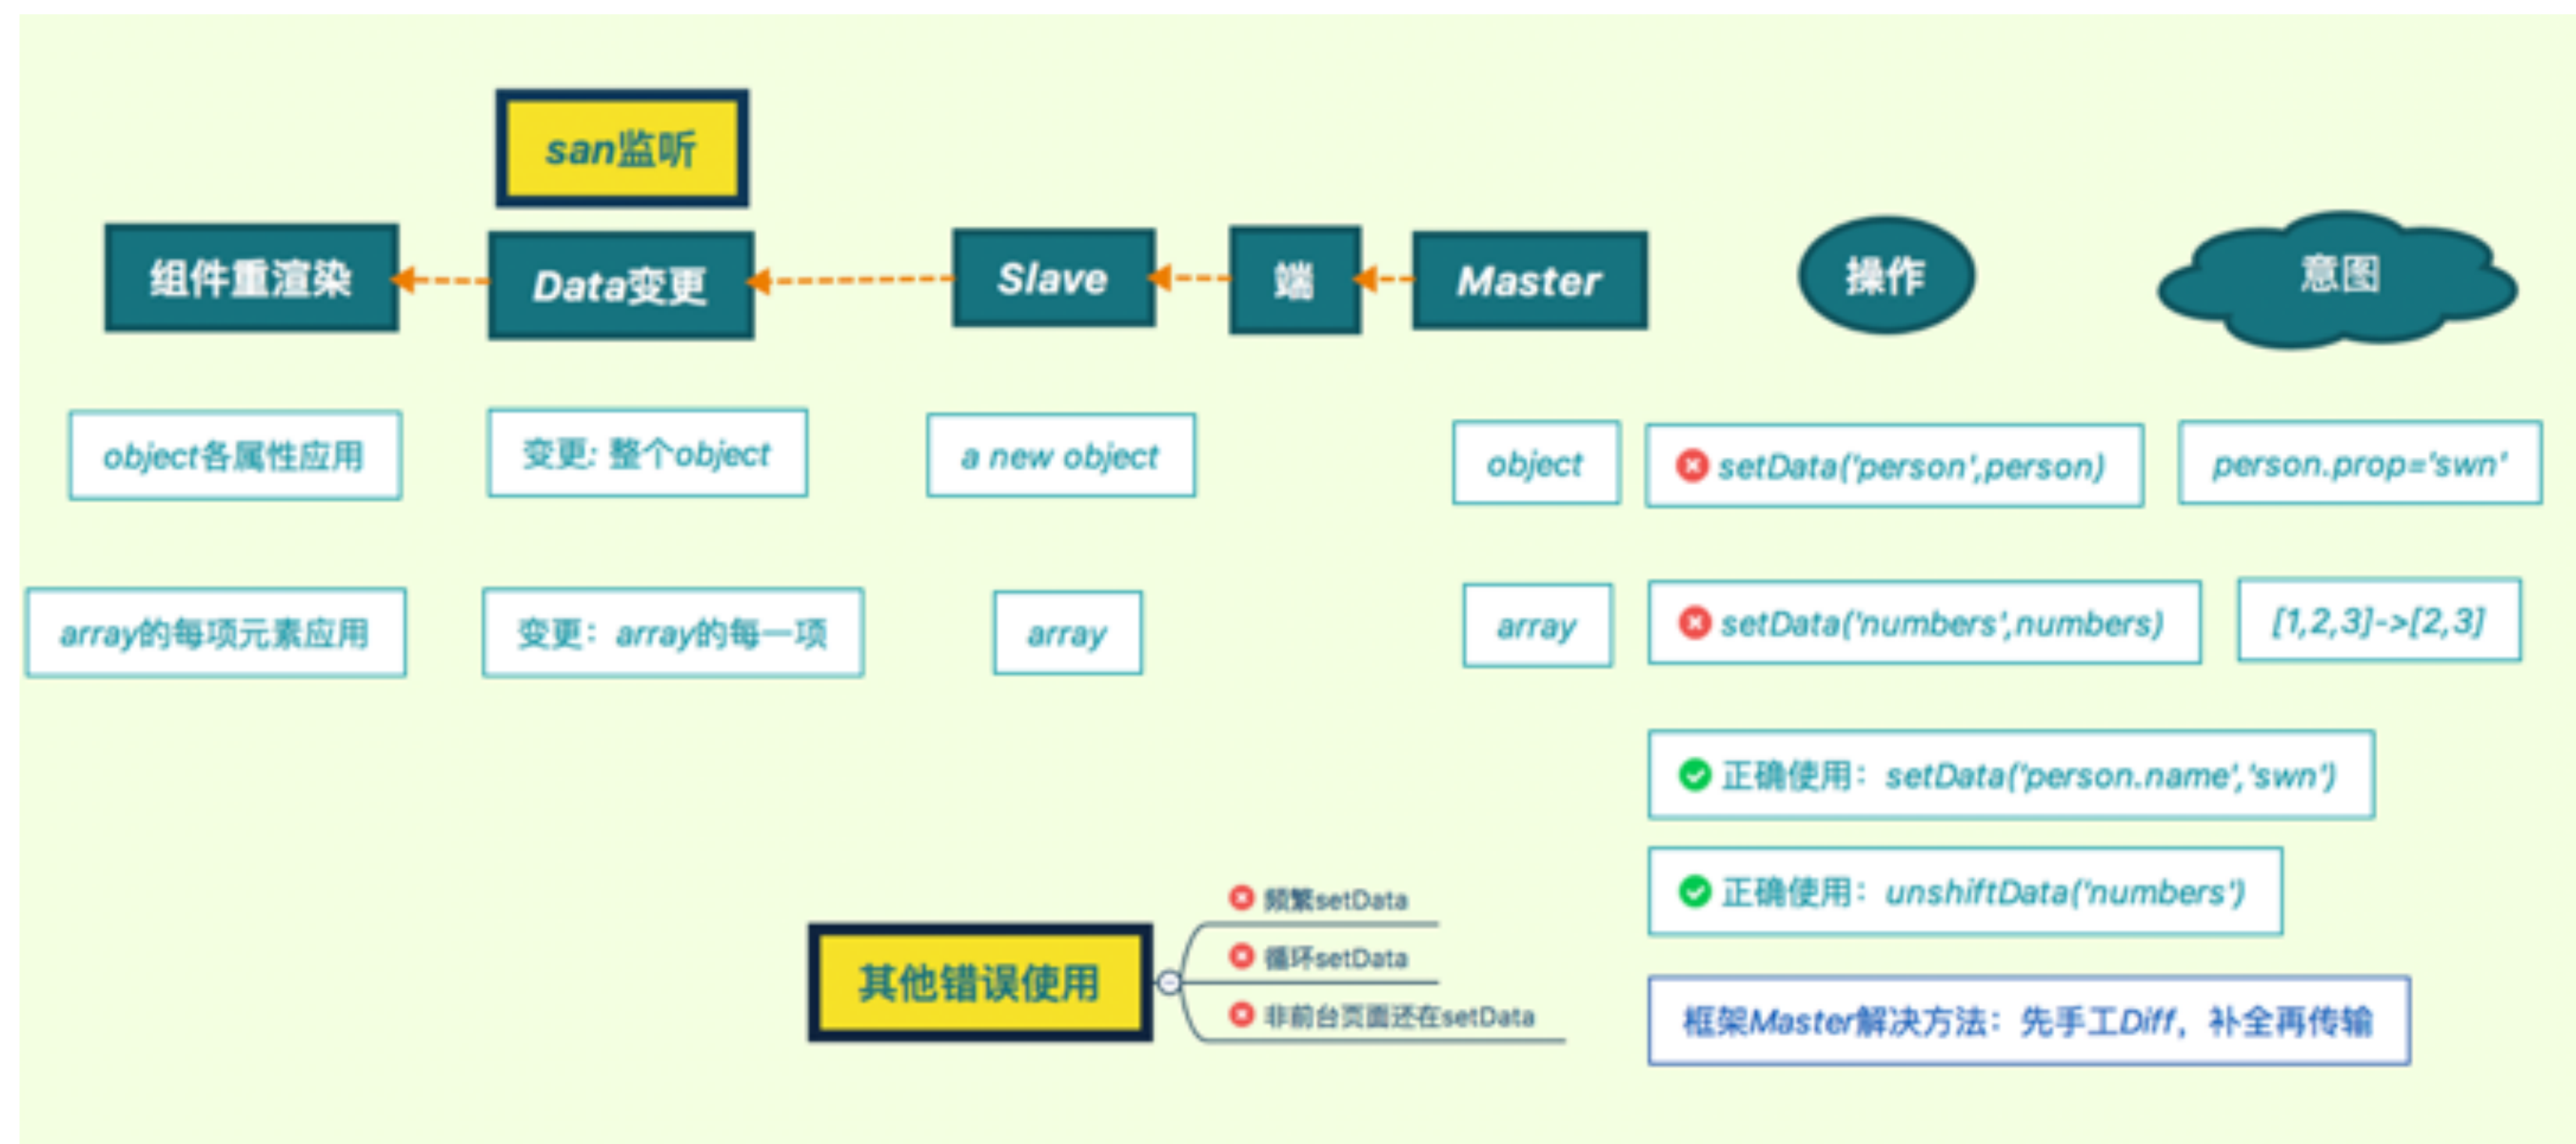 san监听
组件重渲染
Data变更
Slave
端
Master
操作
意图
object各属性应用
变更: 整个object
a new object
object
setData('person',person)
person.prop='swn'
array的每项元素应用
变更：array的每一项
array
array
setData('numbers',numbers)
[1,2,3]->[2,3]
正确使用：setData('person.name','swn')
正确使用：unshiftData('numbers')
其他错误使用
频繁setData
循环setData
非前台页面还在setData
框架Master解决方法：先手工Diff，补全再传输